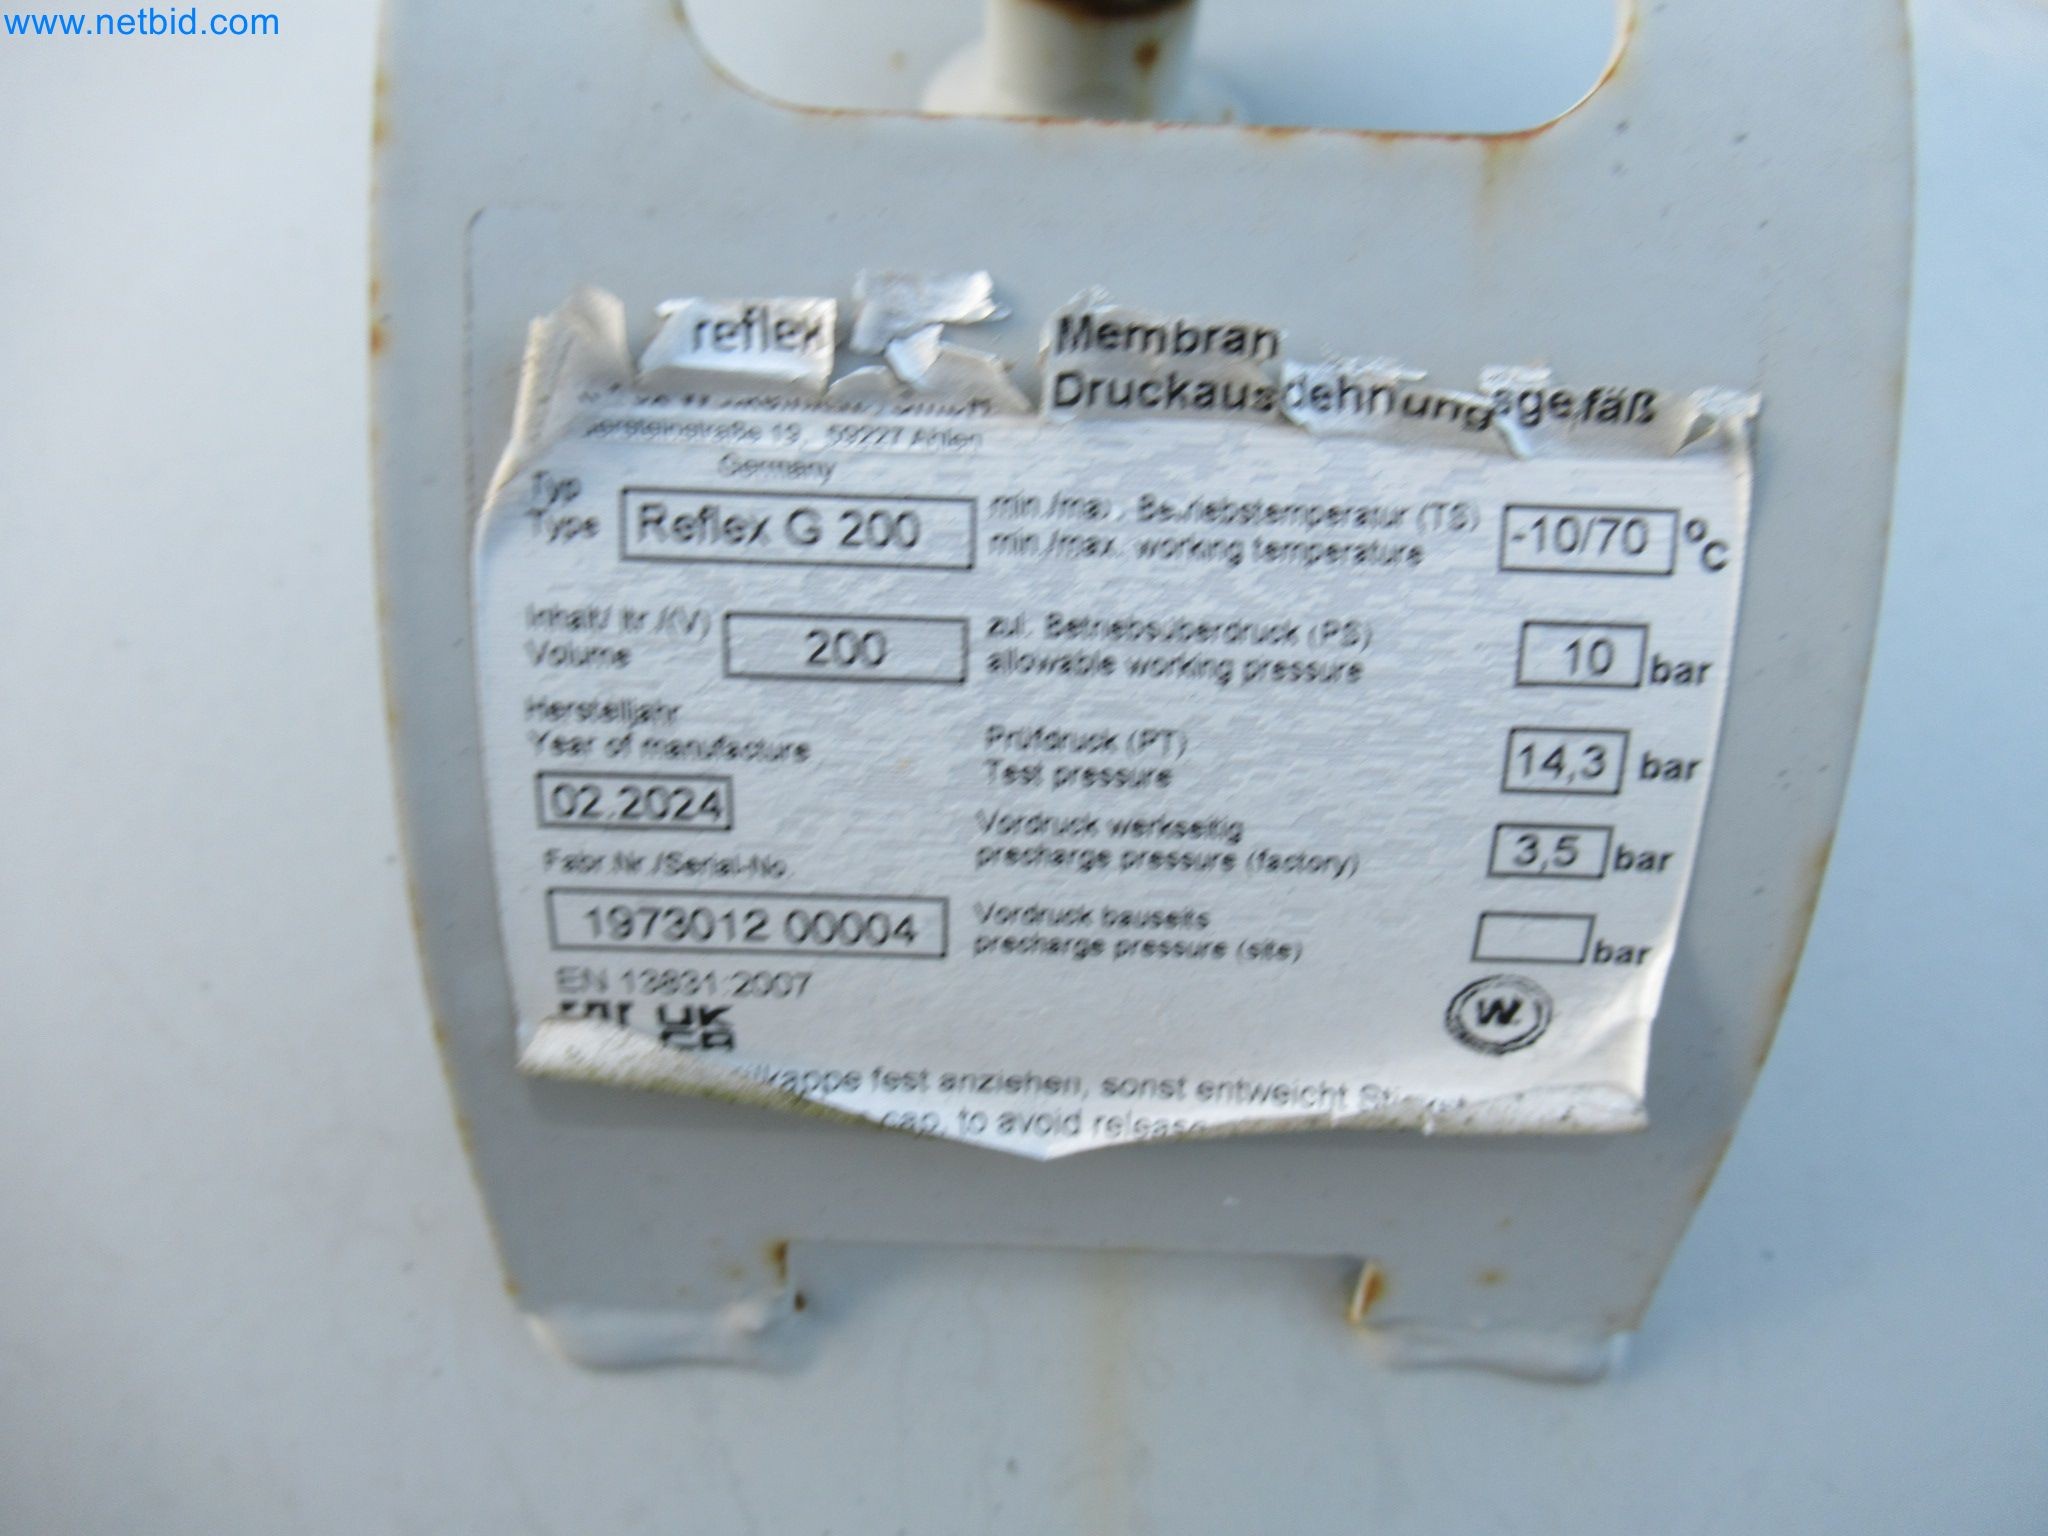 www.netbid.com
reflex
Membran
Druckausdehnungsgefäß
19, 59227 Ahlen
Germany
Typ
Type
Reflex G 200
min./max. Betriebstemperatur (TS)
min./max. working temperature
-10/70 °C
Inhalt/ ltr./(V)
Volume
200
zul. Betriebsüberdruck (PS)
allowable working pressure
10 bar
Herstelljahr
Year of manufacture
02.2024
Prüfdruck (PT)
Test pressure
14,3 bar
Vordruck werkseitig
precharge pressure (factory)
3,5 bar
Fabr.Nr./Serial-No.
1973012 00004
Vordruck bauseits
precharge pressure (site)
bar
EN 13831:2007
W
fest anziehen, sonst entweicht
cap, to avoid release